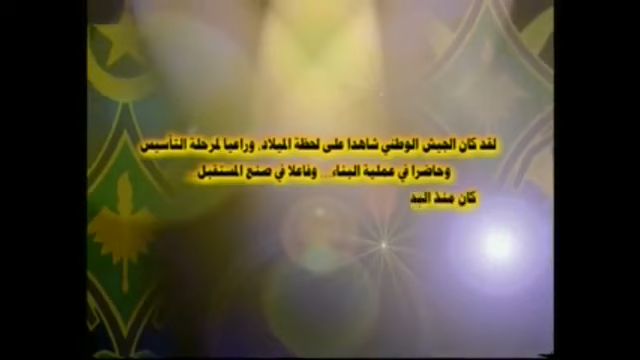 لقد كان الجيش الوطني شاهدا على لحظة الميلاد، وراعيا لمرحلة التأسيس
وحاضرا في عملية البناء... وفاعلا في صنع المستقبل
كان منذ البد